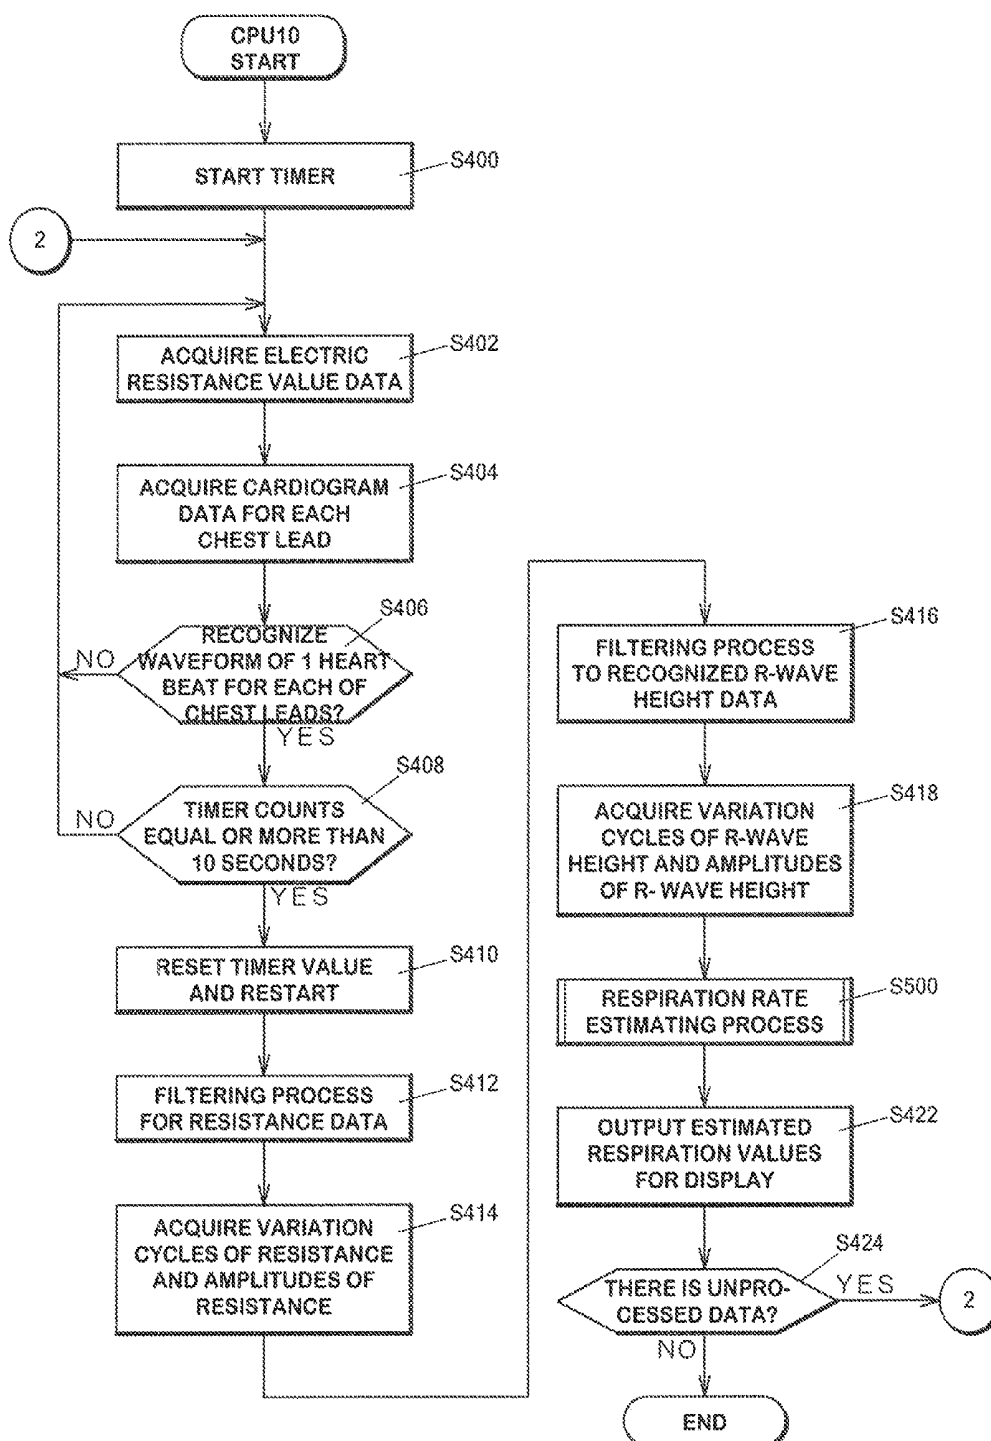 CPU10
START
START TIMER
S400
2
ACQUIRE ELECTRIC
RESISTANCE VALUE DATA
S402
ACQUIRE CARDIOGRAM
DATA FOR EACH
CHEST LEAD
S404
RECOGNIZE
WAVEFORM OF 1 HEART
BEAT FOR EACH OF
CHEST LEADS?
S406
NO
YES
TIMER COUNTS
EQUAL OR MORE THAN
10 SECONDS?
S408
NO
YES
RESET TIMER VALUE
AND RESTART
S410
FILTERING PROCESS
FOR RESISTANCE DATA
S412
ACQUIRE VARIATION
CYCLES OF RESISTANCE
AND AMPLITUDES OF
RESISTANCE
S414
FILTERING PROCESS
TO RECOGNIZED R-WAVE
HEIGHT DATA
S416
ACQUIRE VARIATION
CYCLES OF R-WAVE
HEIGHT AND AMPLITUDES
OF R- WAVE HEIGHT
S418
RESPIRATION RATE
ESTIMATING PROCESS
S500
OUTPUT ESTIMATED
RESPIRATION VALUES
FOR DISPLAY
S422
THERE IS UNPRO-
CESSED DATA?
S424
YES
2
NO
END